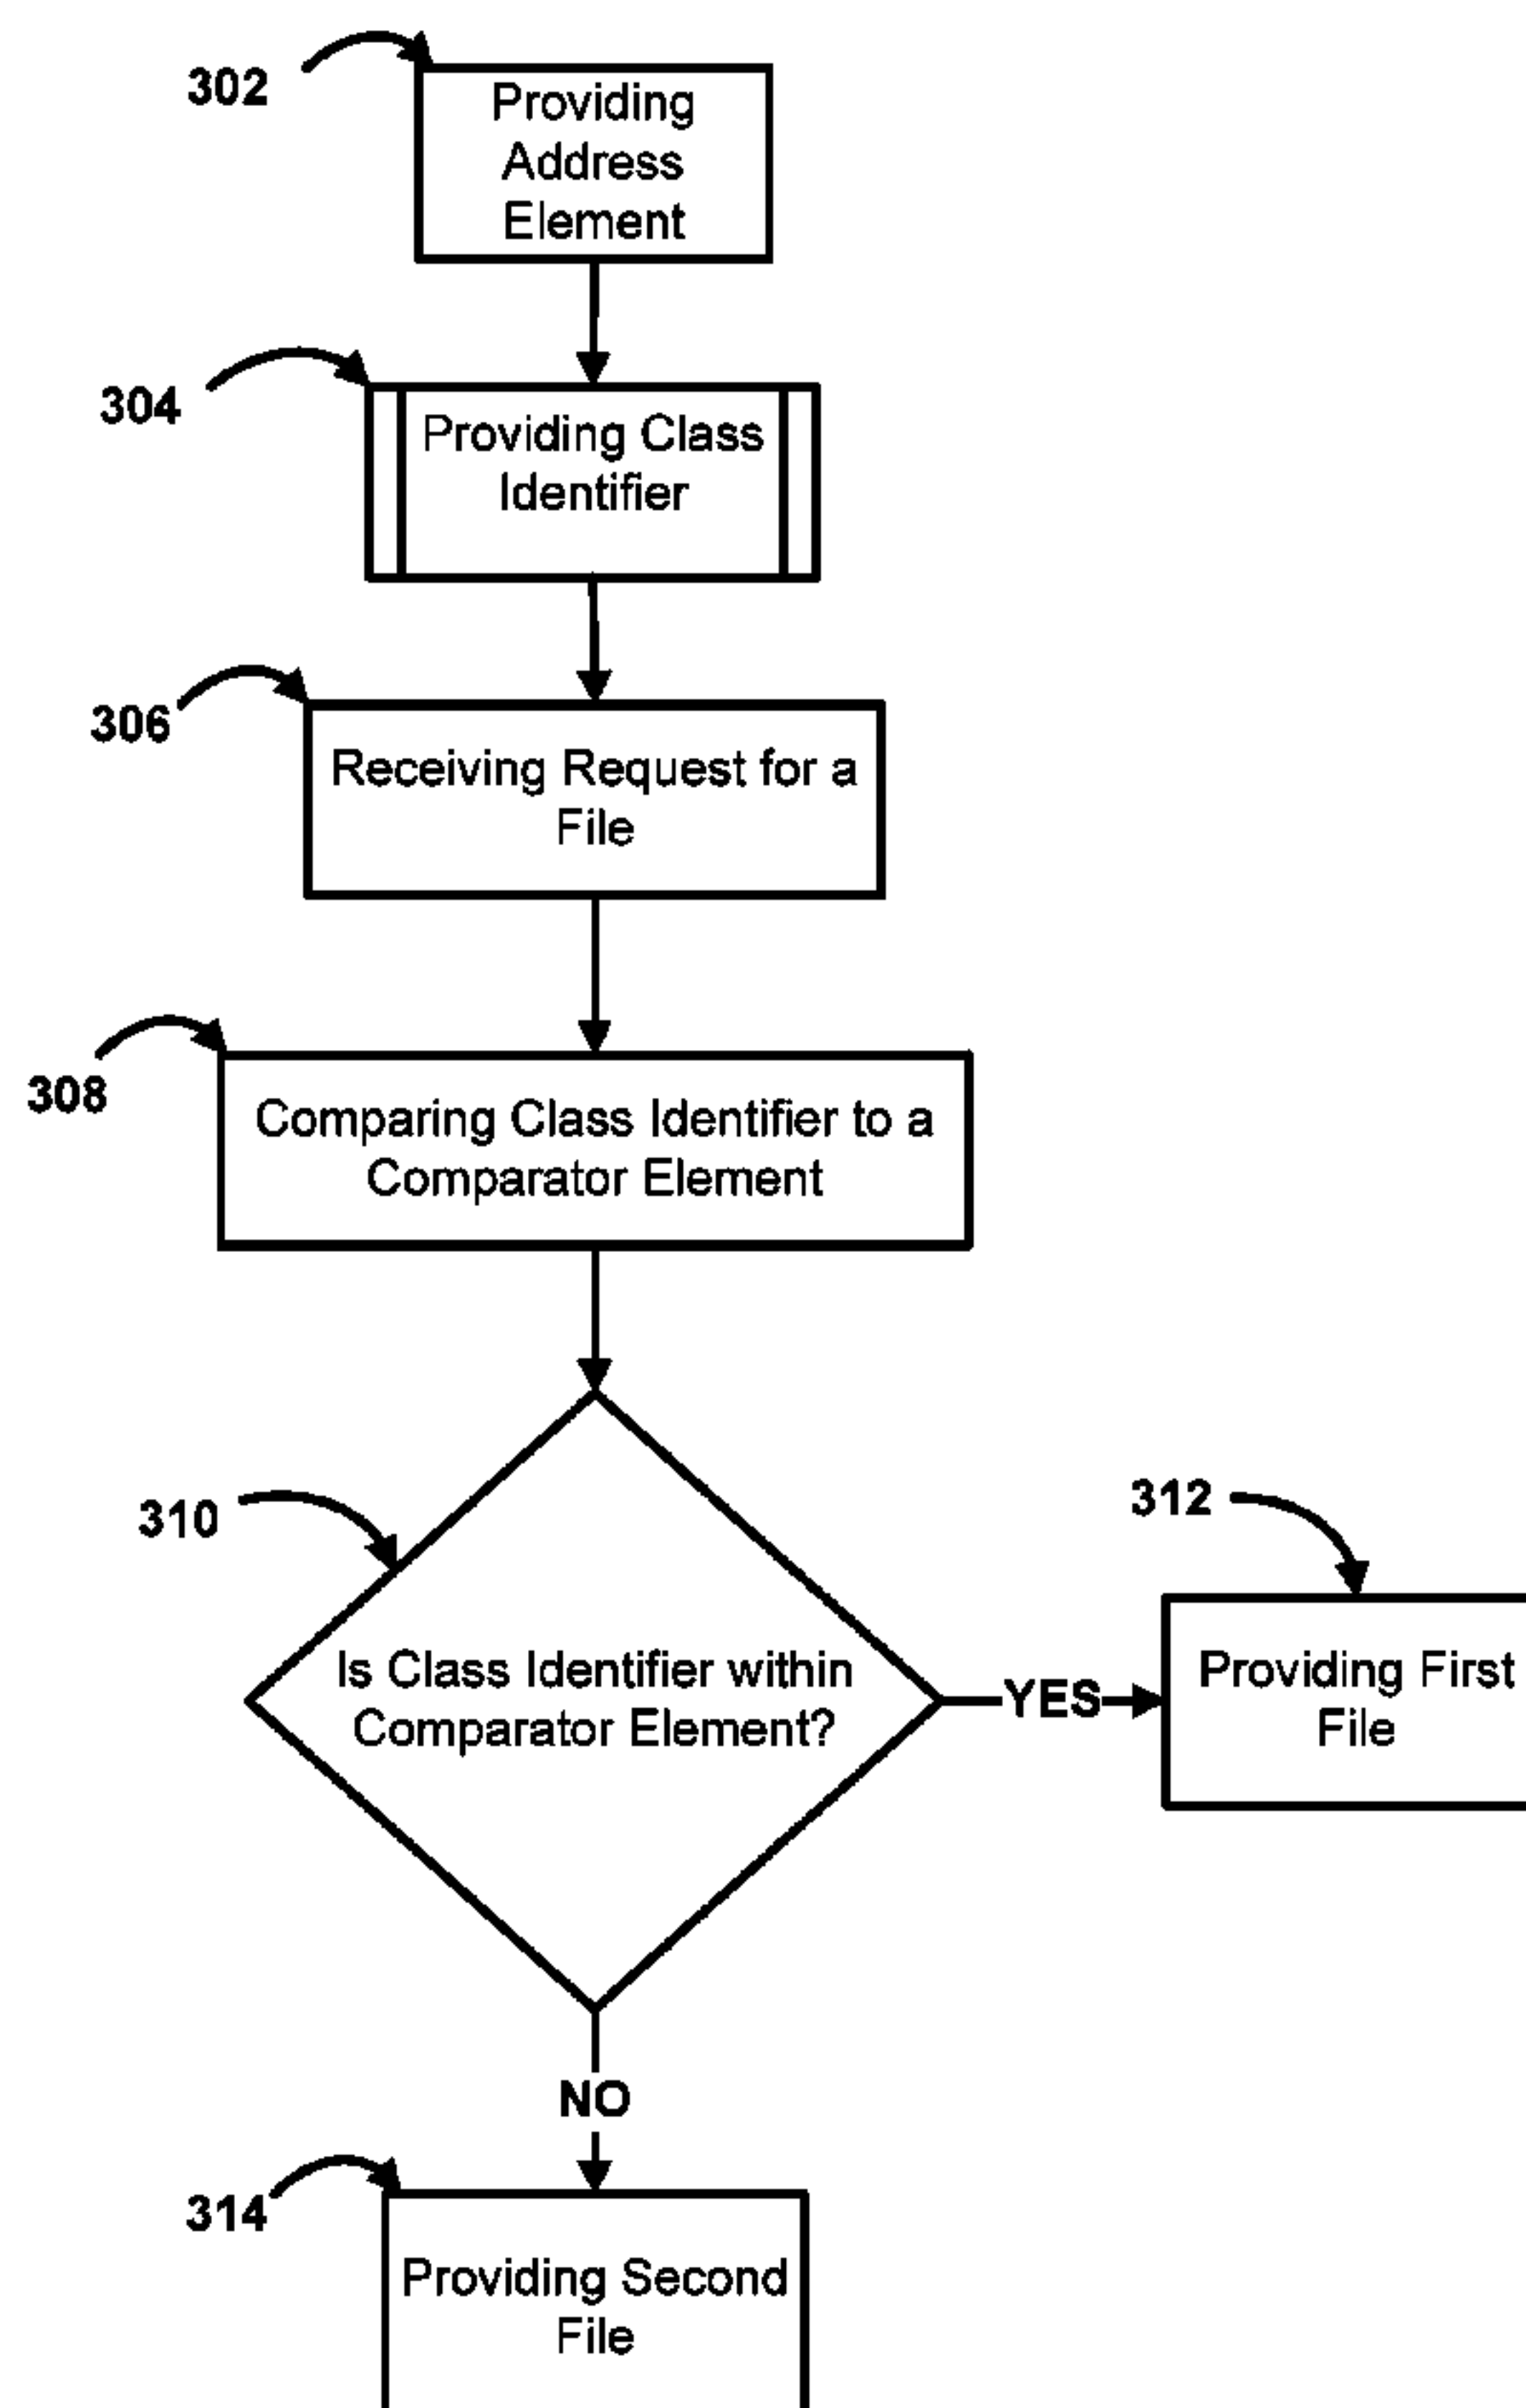 302
Providing
Address
Element
304
Providing Class
Identifier
306
Receiving Request for a
File
308
Comparing Class Identifier to a
Comparator Element
310
Is Class Identifier within
Comparator Element?
YES
312
Providing First
File
NO
314
Providing Second
File